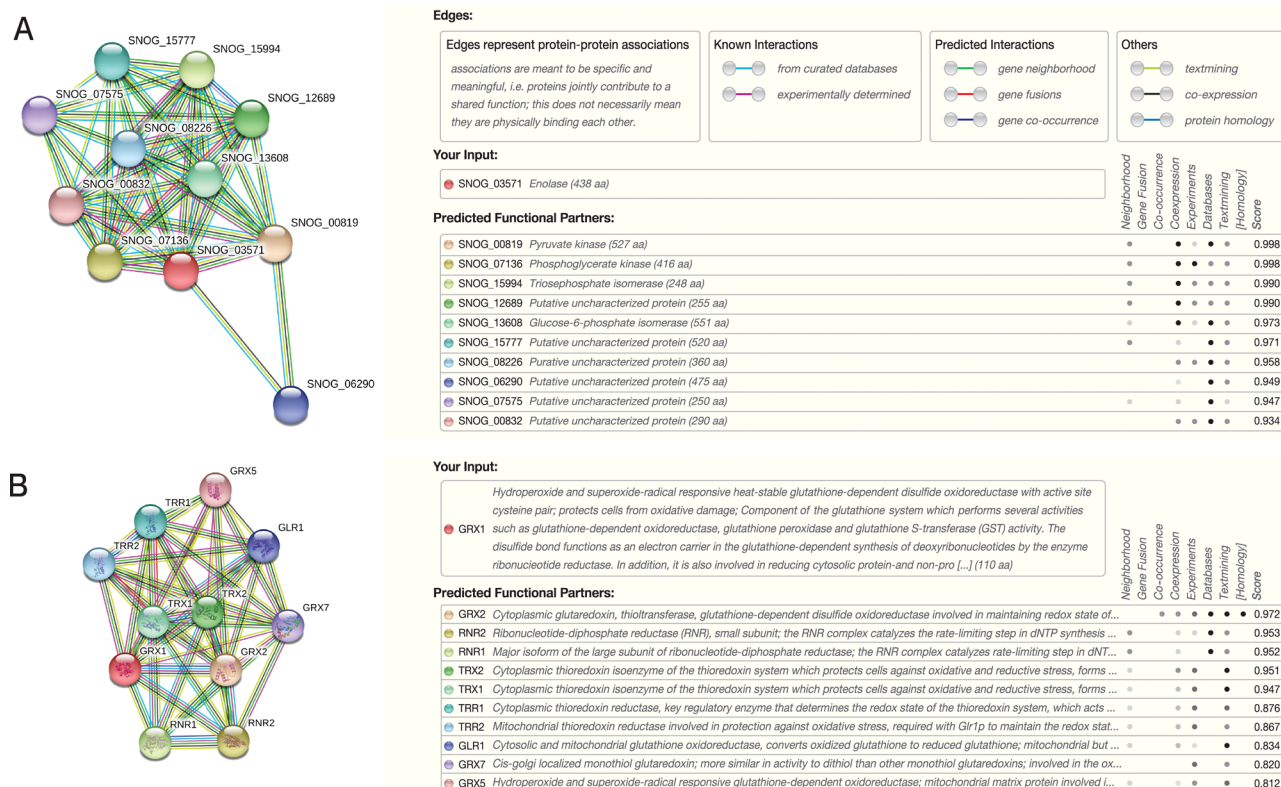 A
SNOG_15777
SNOG_15994
SNOG_07575
SNOG_12689
SNOG_08226
SNOG_13608
SNOG_00832
SNOG_00819
SNOG_07136
SNOG_03571
SNOG_06290
Edges:
Edges represent protein-protein associations
associations are meant to be specific and
meaningful, i.e. proteins jointly contribute to a
shared function; this does not necessarily mean
they are physically binding each other.
Known Interactions
from curated databases
experimentally determined
Predicted Interactions
gene neighborhood
gene fusions
gene co-occurrence
Others
textmining
co-expression
protein homology
Your Input:
SNOG_03571 Enolase (438 aa)
Neighborhood
Gene Fusion
Co-occurrence
Coexpression
Experiments
Databases
Textmining
[Homology]
Score
Predicted Functional Partners:
SNOG_00819 Pyruvate kinase (527 aa) 0.998
SNOG_07136 Phosphoglycerate kinase (416 aa) 0.998
SNOG_15994 Triosephosphate isomerase (248 aa) 0.990
SNOG_12689 Putative uncharacterized protein (255 aa) 0.990
SNOG_13608 Glucose-6-phosphate isomerase (551 aa) 0.973
SNOG_15777 Putative uncharacterized protein (520 aa) 0.971
SNOG_08226 Putative uncharacterized protein (360 aa) 0.958
SNOG_06290 Putative uncharacterized protein (475 aa) 0.949
SNOG_07575 Putative uncharacterized protein (250 aa) 0.947
SNOG_00832 Putative uncharacterized protein (290 aa) 0.934
B
GRX5
TRR1
GLR1
TRR2
TRX2
TRX1
GRX7
GRX1
GRX2
RNR1
RNR2
Your Input:
Hydroperoxide and superoxide-radical responsive heat-stable glutathione-dependent disulfide oxidoreductase with active site
cysteine pair; protects cells from oxidative damage; Component of the glutathione system which performs several activities
GRX1 such as glutathione-dependent oxidoreductase, glutathione peroxidase and glutathione S-transferase (GST) activity. The
disulfide bond functions as an electron carrier in the glutathione-dependent synthesis of deoxyribonucleotides by the enzyme
ribonucleotide reductase. In addition, it is also involved in reducing cytosolic protein-and non-pro [...] (110 aa)
Neighborhood
Gene Fusion
Co-occurrence
Coexpression
Experiments
Databases
Textmining
[Homology]
Score
Predicted Functional Partners:
GRX2 Cytoplasmic glutaredoxin, thioltransferase, glutathione-dependent disulfide oxidoreductase involved in maintaining redox state of... 0.972
RNR2 Ribonucleotide-diphosphate reductase (RNR), small subunit; the RNR complex catalyzes the rate-limiting step in dNTP synthesis ... 0.953
RNR1 Major isoform of the large subunit of ribonucleotide-diphosphate reductase; the RNR complex catalyzes rate-limiting step in dNT... 0.952
TRX2 Cytoplasmic thioredoxin isoenzyme of the thioredoxin system which protects cells against oxidative and reductive stress, forms ... 0.951
TRX1 Cytoplasmic thioredoxin isoenzyme of the thioredoxin system which protects cells against oxidative and reductive stress, forms ... 0.947
TRR1 Cytoplasmic thioredoxin reductase, key regulatory enzyme that determines the redox state of the thioredoxin system, which acts ... 0.876
TRR2 Mitochondrial thioredoxin reductase involved in protection against oxidative stress, required with Glr1p to maintain the redox stat... 0.867
GLR1 Cytosolic and mitochondrial glutathione oxidoreductase, converts oxidized glutathione to reduced glutathione; mitochondrial but ... 0.834
GRX7 Cis-golgi localized monothiol glutaredoxin; more similar in activity to dithiol than other monothiol glutaredoxins; involved in the ox... 0.820
GRX5 Hydroperoxide and superoxide-radical responsive glutathione-dependent oxidoreductase; mitochondrial matrix protein involved i... 0.812